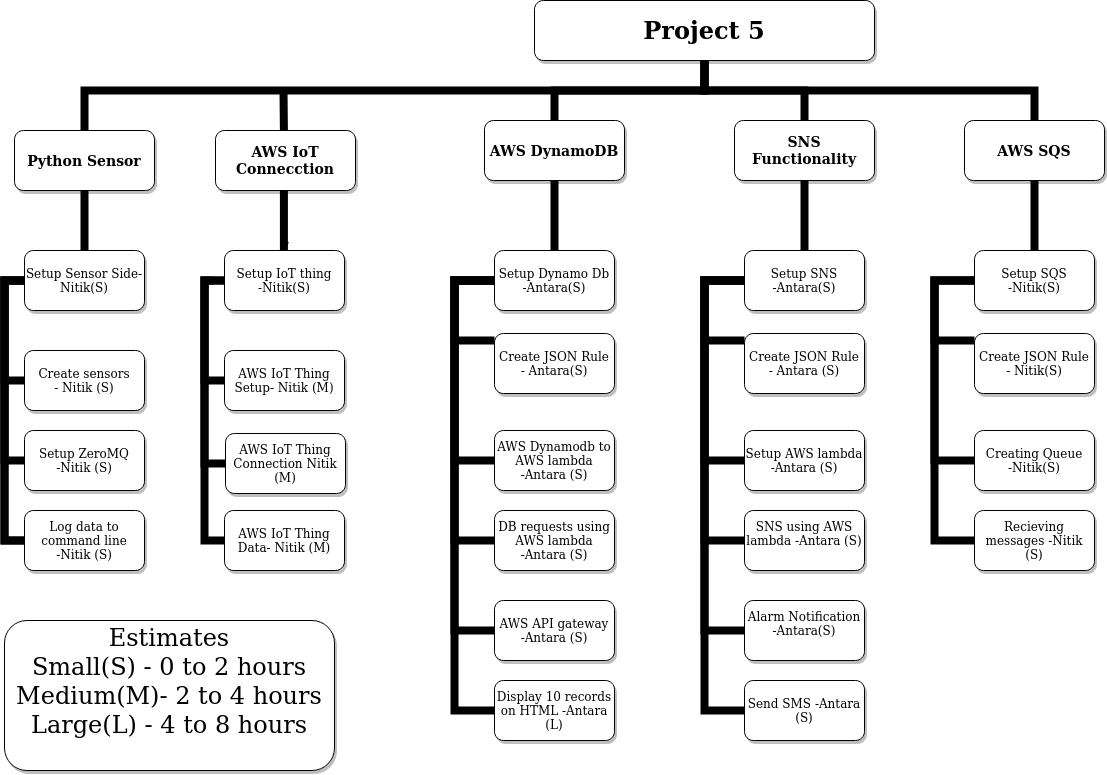 Project 5
Python Sensor
AWS IoT
Connecction
AWS DynamoDB
SNS
Functionality
AWS SQS
Setup Sensor Side-
Nitik(S)
Create sensors
- Nitik (S)
Setup ZeroMQ
-Nitik (S)
Log data to
command line
-Nitik (S)
Setup IoT thing
-Nitik(S)
AWS IoT Thing
Setup- Nitik (M)
AWS IoT Thing
Connection Nitik
(M)
AWS IoT Thing
Data- Nitik (M)
Setup Dynamo Db
-Antara(S)
Create JSON Rule
- Antara(S)
AWS Dynamodb to
AWS lambda
-Antara (S)
DB requests using
AWS lambda
-Antara (S)
AWS API gateway
-Antara (S)
Display 10 records
on HTML -Antara
(L)
Setup SNS
-Antara(S)
Create JSON Rule
- Antara (S)
Setup AWS lambda
-Antara (S)
SNS using AWS
lambda -Antara (S)
Alarm Notification
-Antara(S)
Send SMS -Antara
(S)
Setup SQS
-Nitik(S)
Create JSON Rule
- Nitik(S)
Creating Queue
-Nitik(S)
Recieving
messages -Nitik
(S)
Estimates
Small(S) - 0 to 2 hours
Medium(M)- 2 to 4 hours
Large(L) - 4 to 8 hours